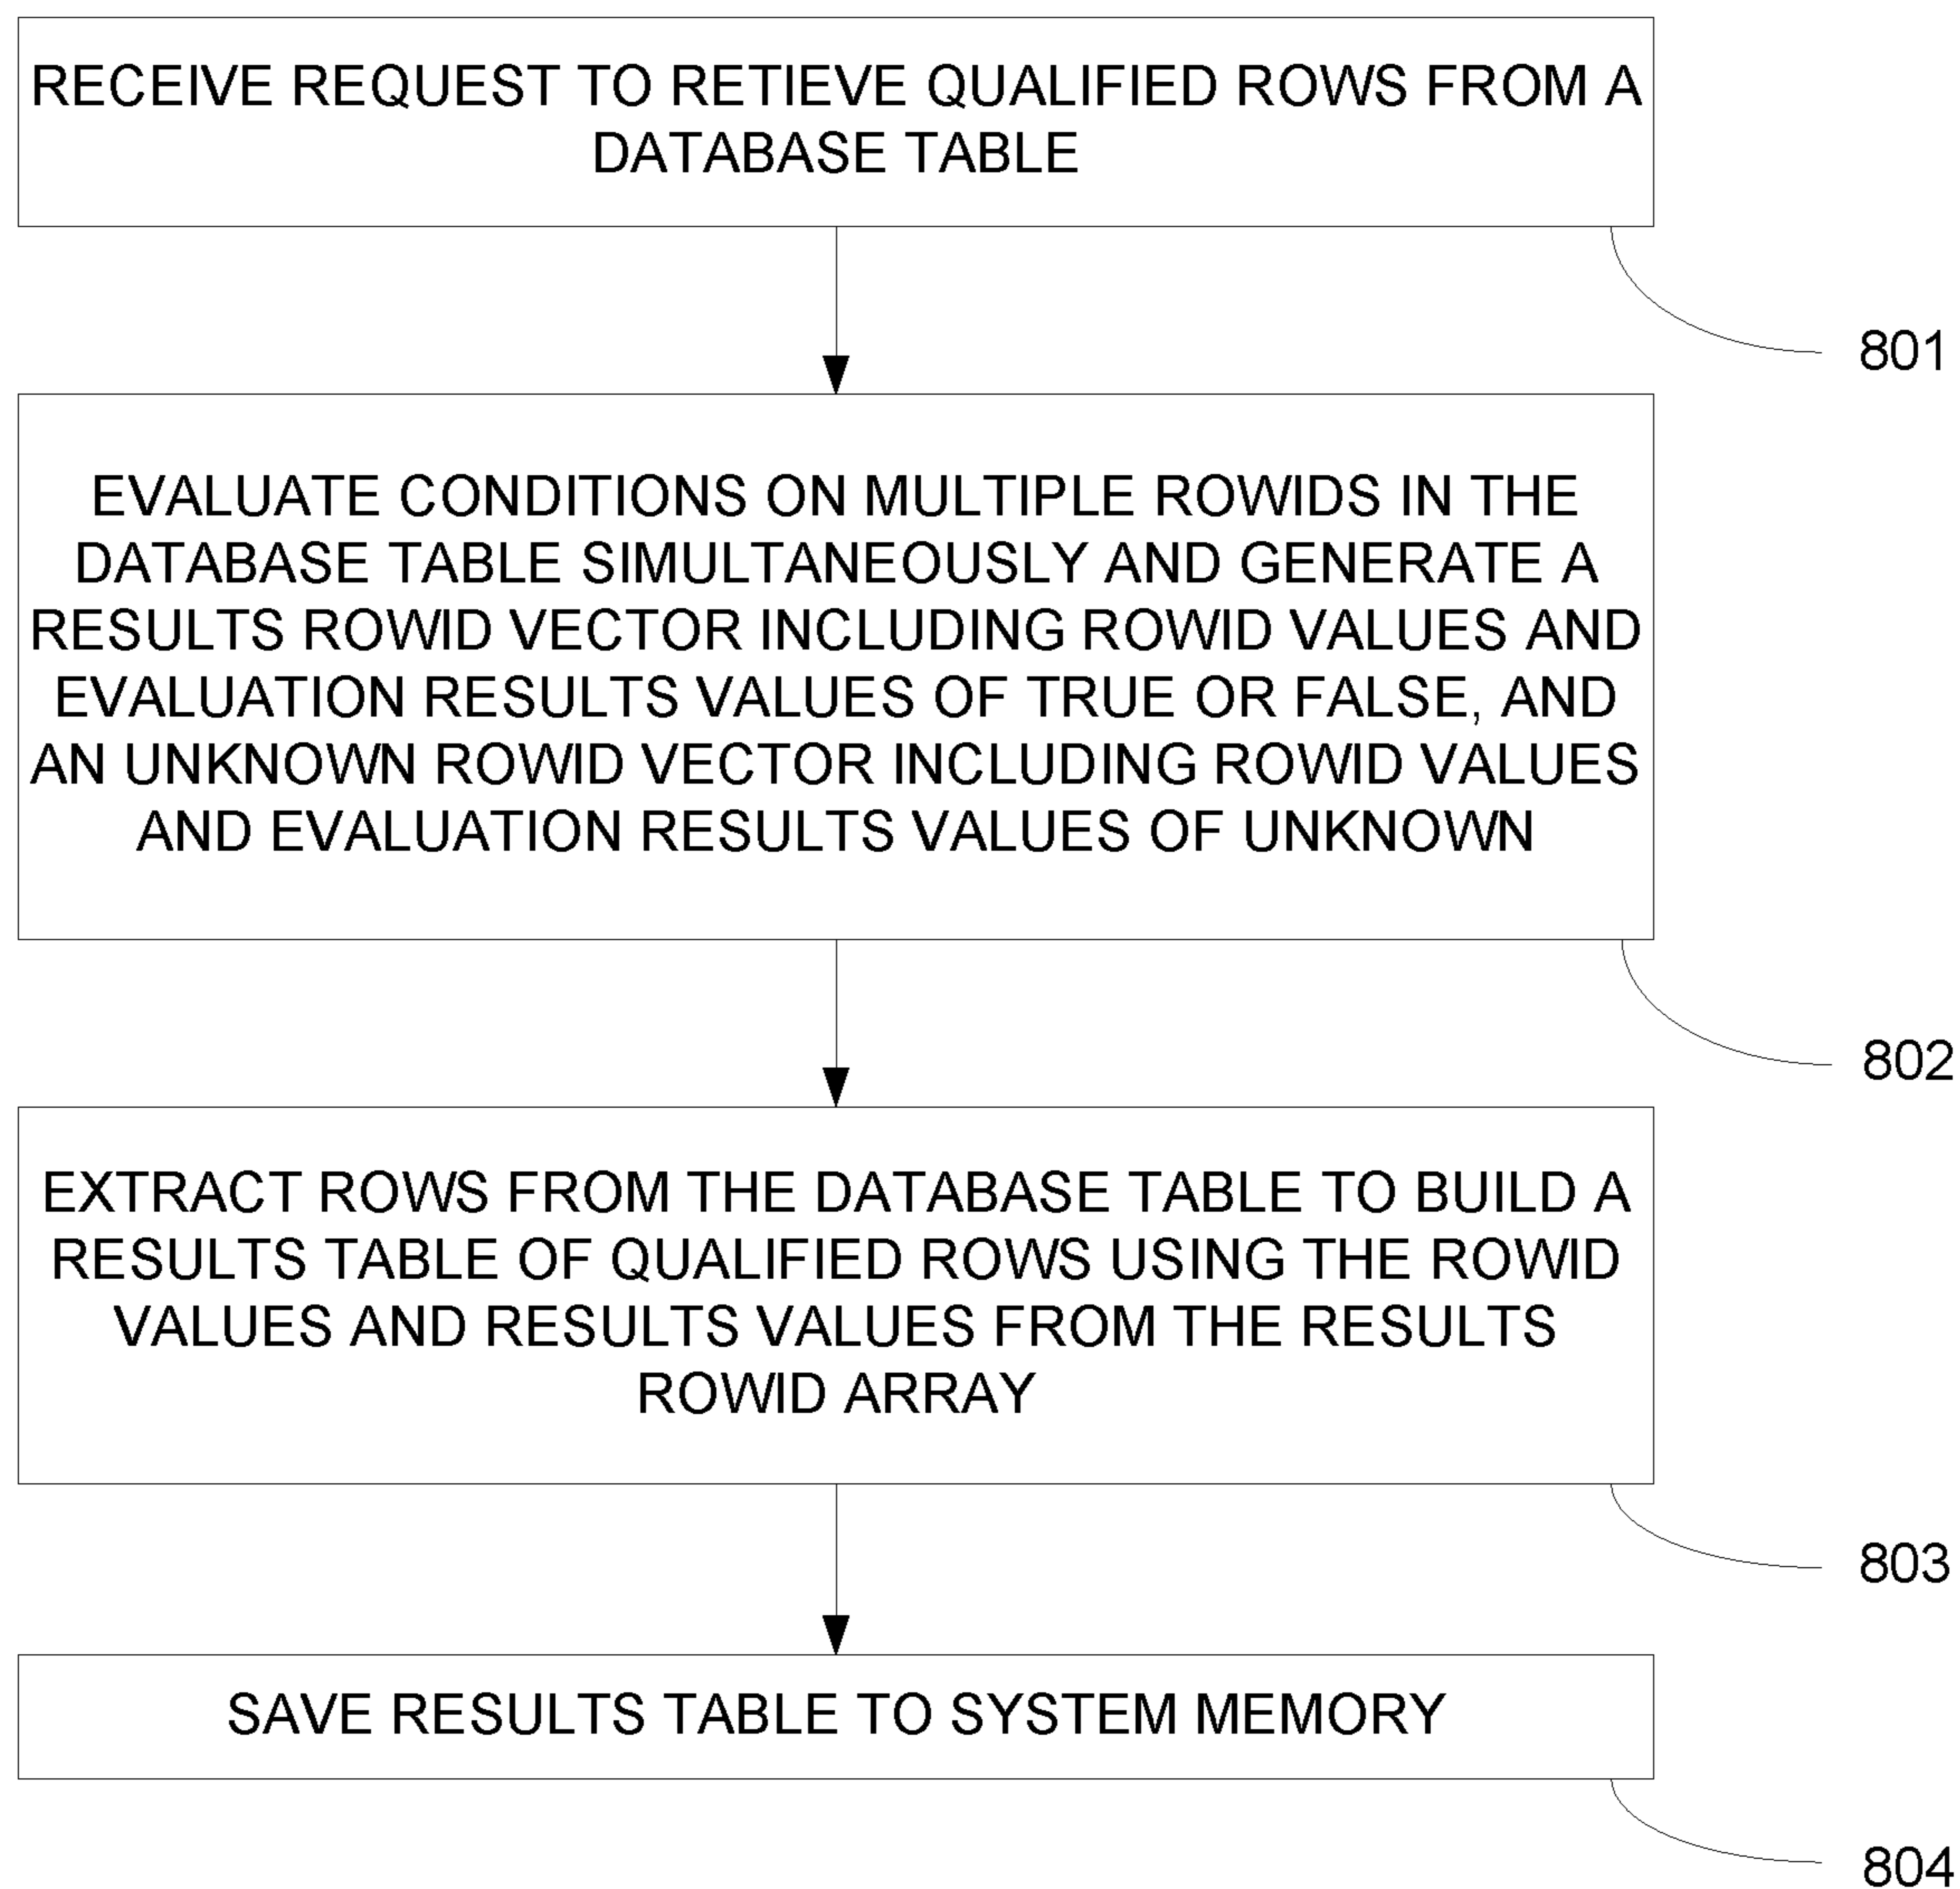 RECEIVE REQUEST TO RETIEVE QUALIFIED ROWS FROM A
DATABASE TABLE
801
EVALUATE CONDITIONS ON MULTIPLE ROWIDS IN THE
DATABASE TABLE SIMULTANEOUSLY AND GENERATE A
RESULTS ROWID VECTOR INCLUDING ROWID VALUES AND
EVALUATION RESULTS VALUES OF TRUE OR FALSE, AND
AN UNKNOWN ROWID VECTOR INCLUDING ROWID VALUES
AND EVALUATION RESULTS VALUES OF UNKNOWN
802
EXTRACT ROWS FROM THE DATABASE TABLE TO BUILD A
RESULTS TABLE OF QUALIFIED ROWS USING THE ROWID
VALUES AND RESULTS VALUES FROM THE RESULTS
ROWID ARRAY
803
SAVE RESULTS TABLE TO SYSTEM MEMORY
804